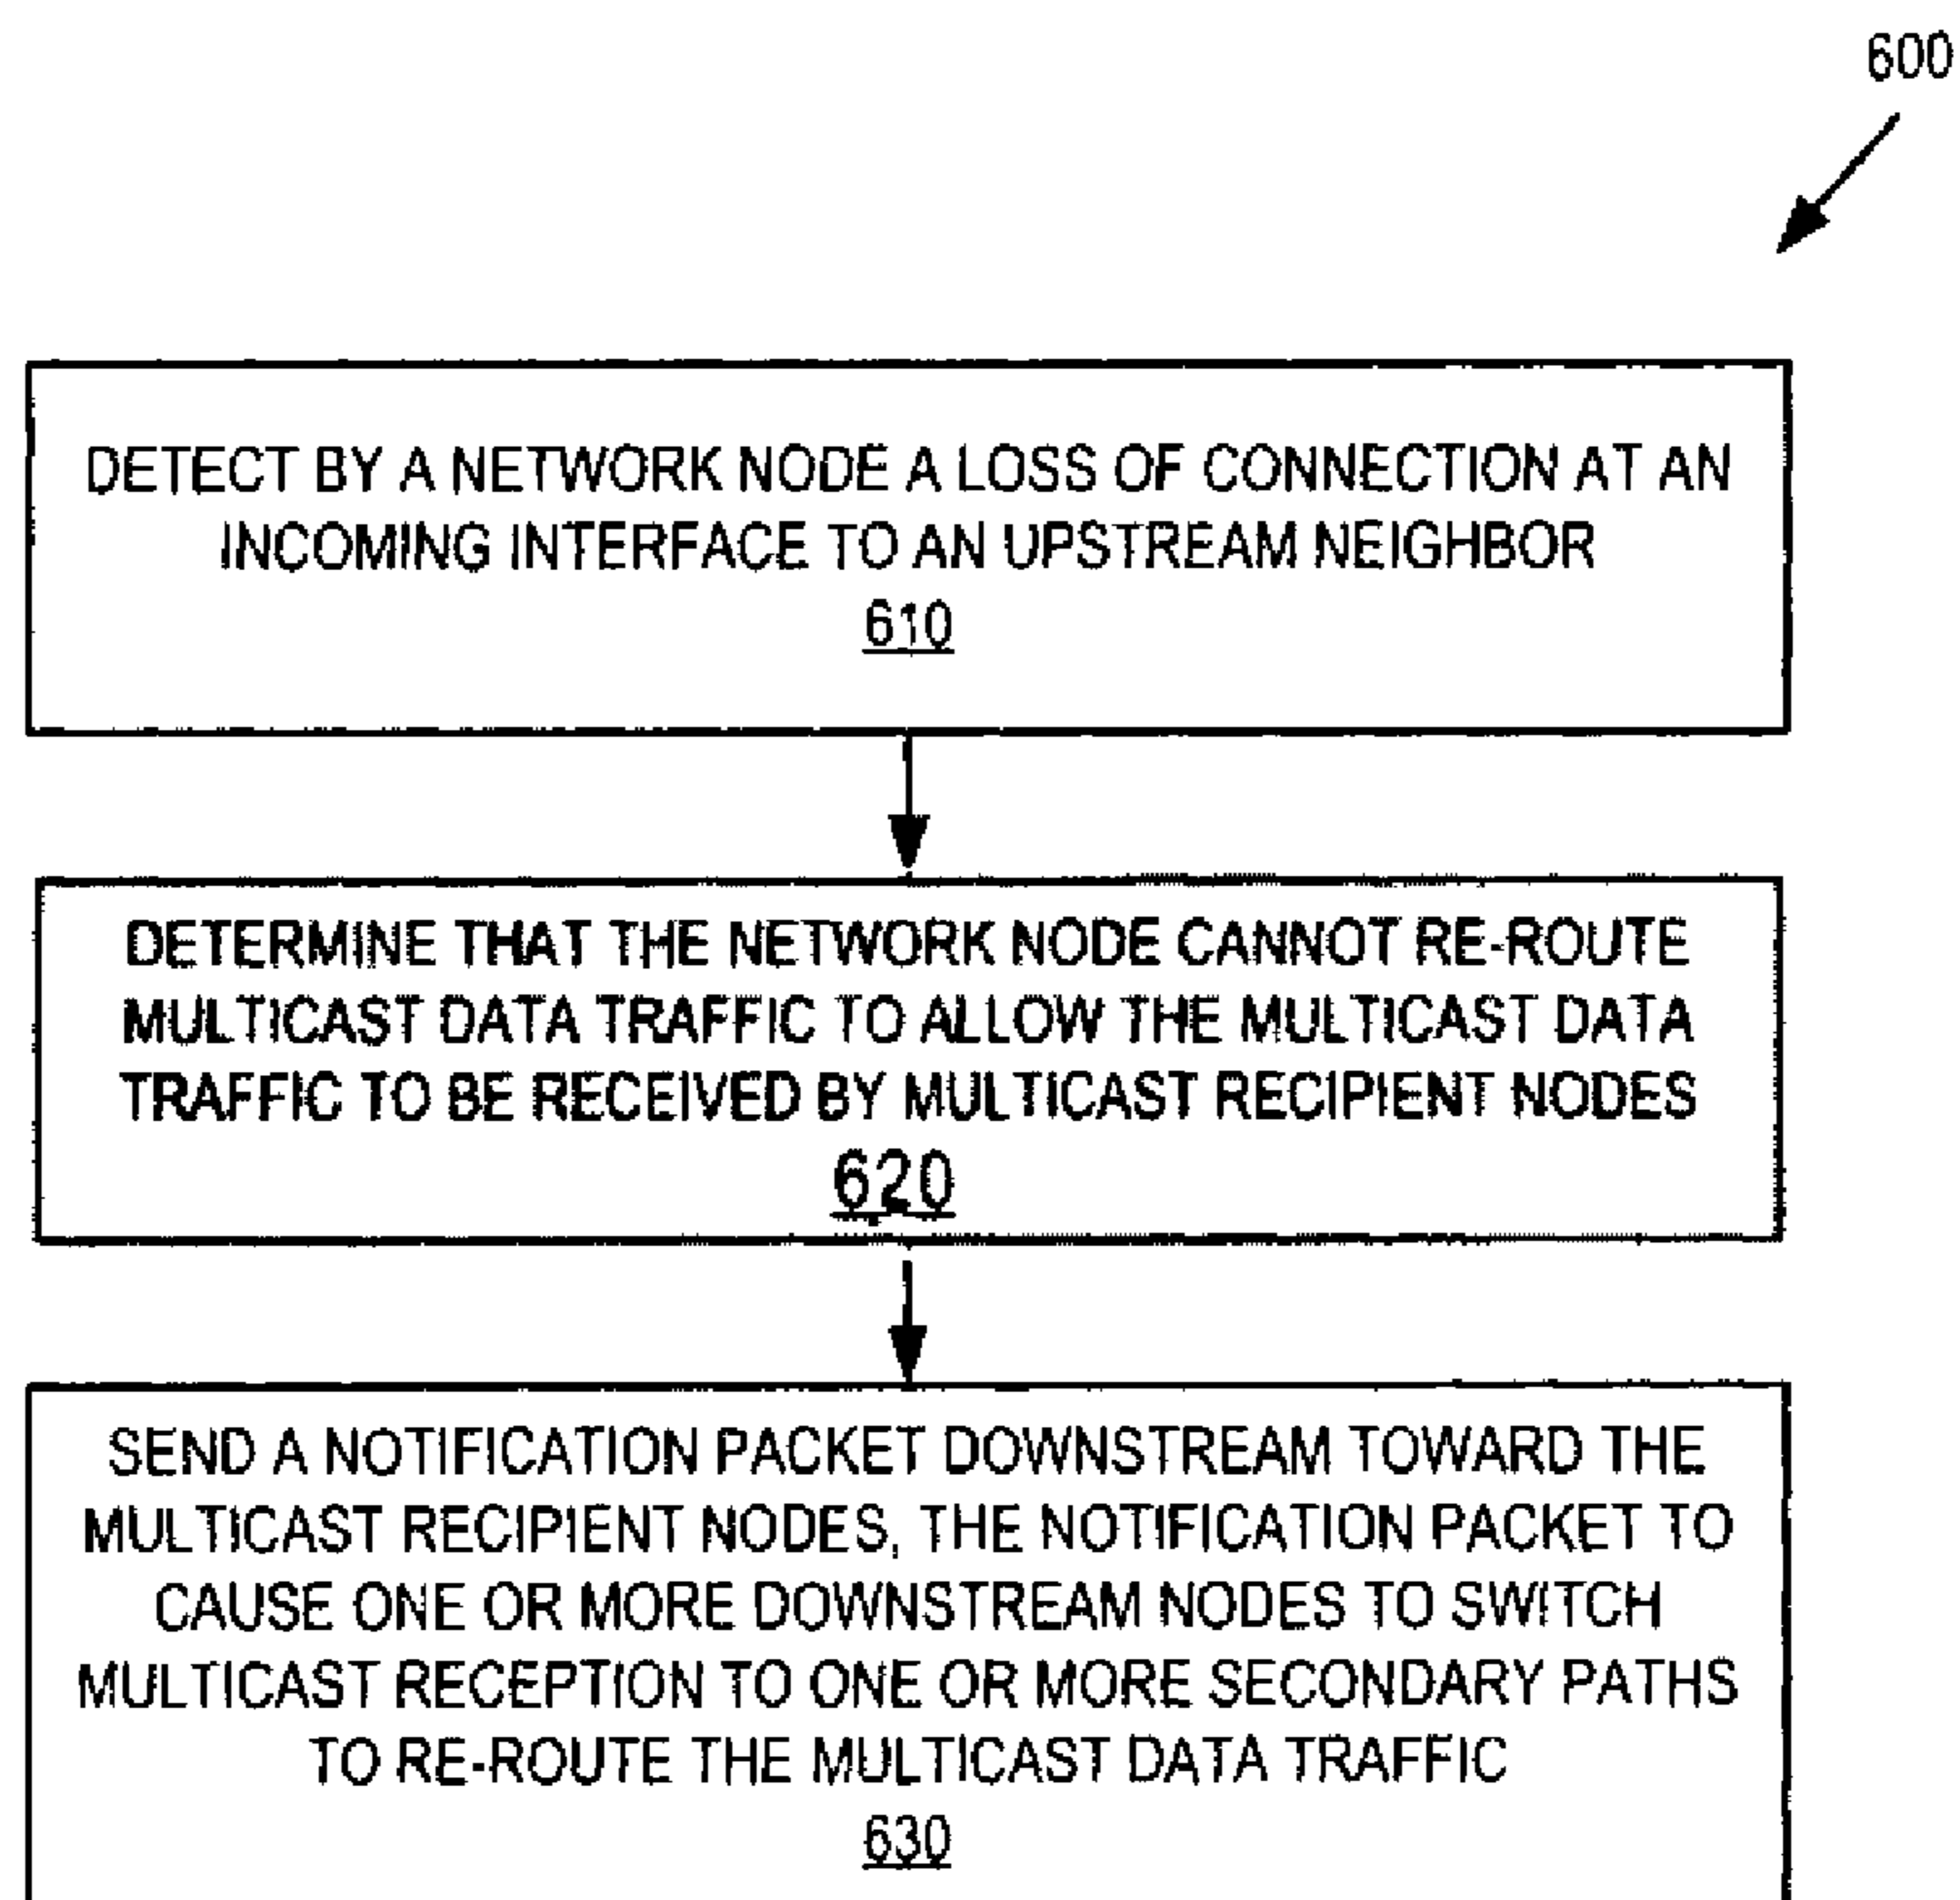 600
DETECT BY A NETWORK NODE A LOSS OF CONNECTION AT AN
INCOMING INTERFACE TO AN UPSTREAM NEIGHBOR
610
DETERMINE THAT THE NETWORK NODE CANNOT RE-ROUTE
MULTICAST DATA TRAFFIC TO ALLOW THE MULTICAST DATA
TRAFFIC TO BE RECEIVED BY MULTICAST RECIPIENT NODES
620
SEND A NOTIFICATION PACKET DOWNSTREAM TOWARD THE
MULTICAST RECIPIENT NODES, THE NOTIFICATION PACKET TO
CAUSE ONE OR MORE DOWNSTREAM NODES TO SWITCH
MULTICAST RECEPTION TO ONE OR MORE SECONDARY PATHS
TO RE-ROUTE THE MULTICAST DATA TRAFFIC
630